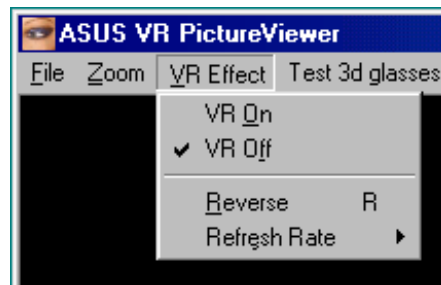 ASUS VR PictureViewer
File Zoom VR Effect Test 3d glasses
VR On
✔ VR Off
Reverse R
Refresh Rate